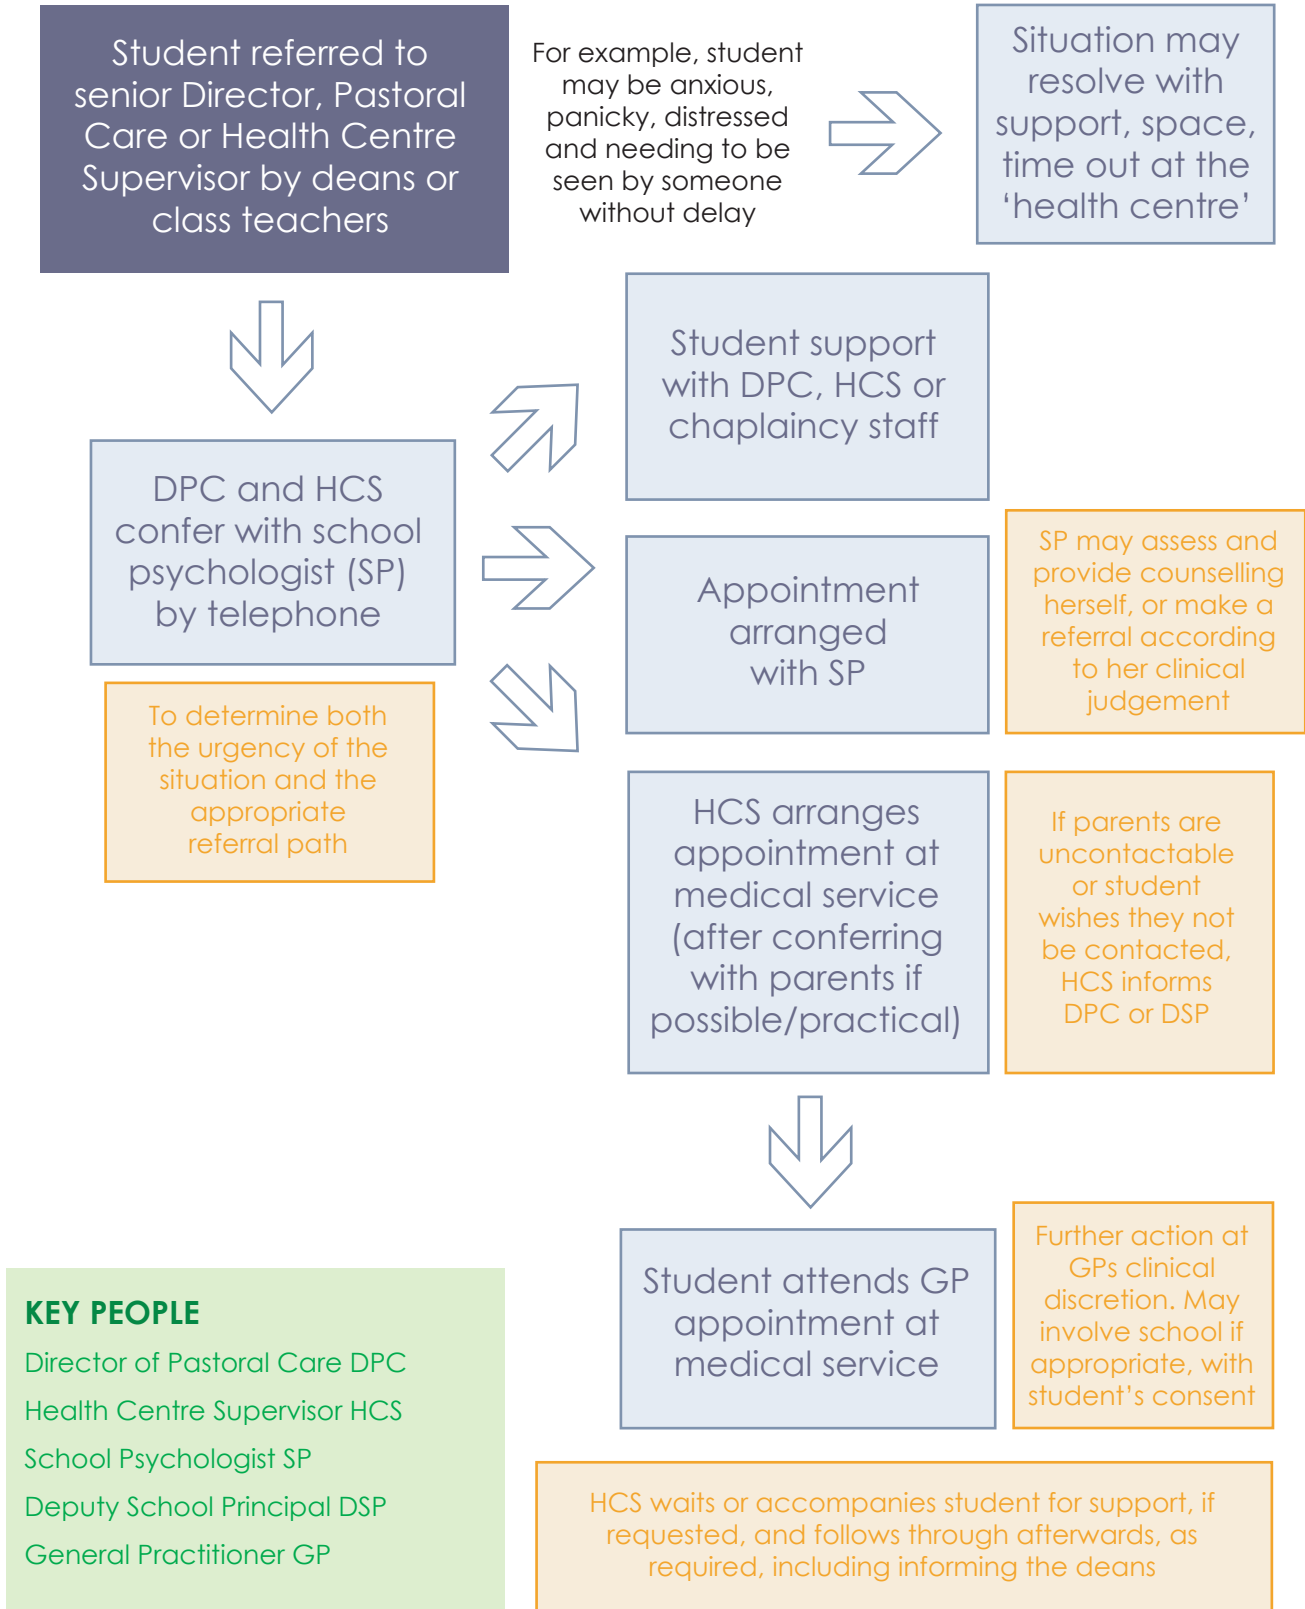 Student referred to
senior Director, Pastoral
Care or Health Centre
Supervisor by deans or
class teachers
For example, student
may be anxious,
panicky, distressed
and needing to be
seen by someone
without delay
Situation may
resolve with
support, space,
time out at the
‘health centre’
DPC and HCS
confer with school
psychologist (SP)
by telephone
To determine both
the urgency of the
situation and the
appropriate
referral path
Student support
with DPC, HCS or
chaplaincy staff
Appointment
arranged
with SP
SP may assess and
provide counselling
herself, or make a
referral according
to her clinical
judgement
HCS arranges
appointment at
medical service
(after conferring
with parents if
possible/practical)
If parents are
uncontactable
or student
wishes they not
be contacted,
HCS informs
DPC or DSP
Student attends GP
appointment at
medical service
Further action at
GPs clinical
discretion. May
involve school if
appropriate, with
student’s consent
HCS waits or accompanies student for support, if
requested, and follows through afterwards, as
required, including informing the deans
KEY PEOPLE
Director of Pastoral Care DPC
Health Centre Supervisor HCS
School Psychologist SP
Deputy School Principal DSP
General Practitioner GP